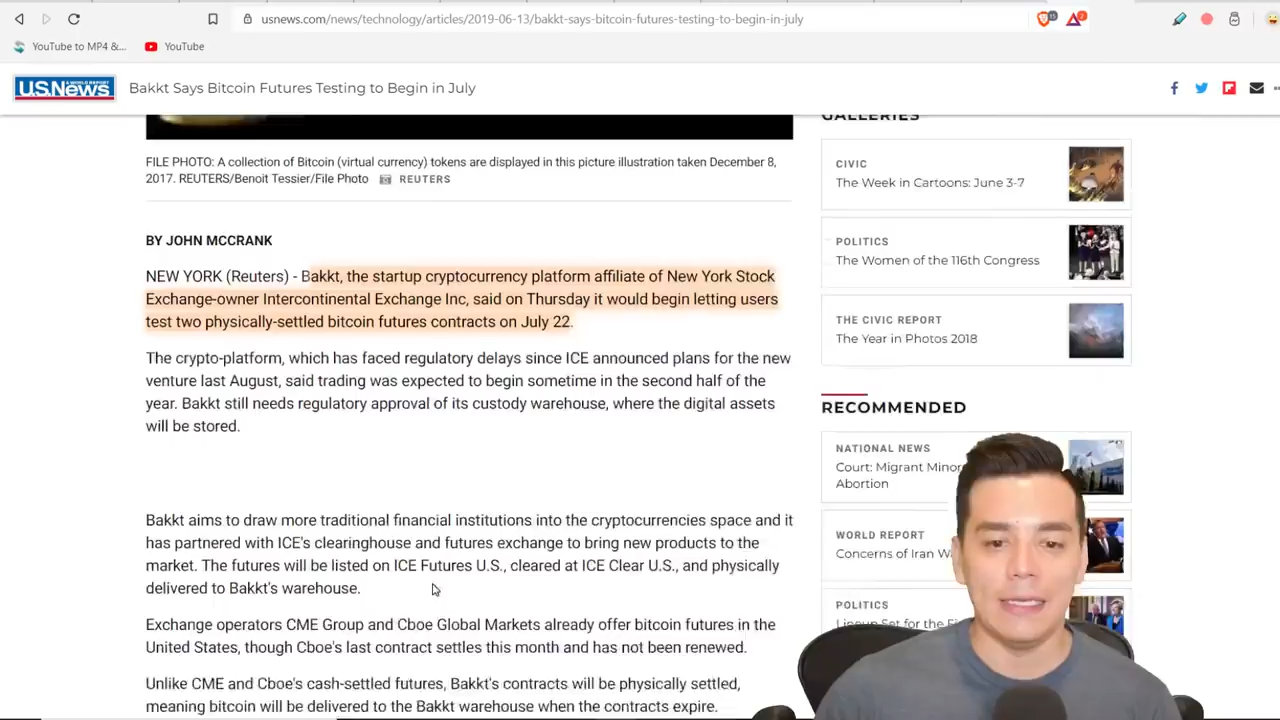 usnews.com/news/technology/articles/2019-06-13/bakkt-says-bitcoin-futures-testing-to-begin-in-july
15
2
YouTube to MP4 &...
YouTube
U.S.News
Bakkt Says Bitcoin Futures Testing to Begin in July
FILE PHOTO: A collection of Bitcoin (virtual currency) tokens are displayed in this picture illustration taken December 8,
2017. REUTERS/Benoit Tessier/File Photo REUTERS
BY JOHN MCCRANK
NEW YORK (Reuters) - Bakkt, the startup cryptocurrency platform affiliate of New York Stock
Exchange-owner Intercontinental Exchange Inc, said on Thursday it would begin letting users
test two physically-settled bitcoin futures contracts on July 22.
The crypto-platform, which has faced regulatory delays since ICE announced plans for the new
venture last August, said trading was expected to begin sometime in the second half of the
year. Bakkt still needs regulatory approval of its custody warehouse, where the digital assets
will be stored.
Bakkt aims to draw more traditional financial institutions into the cryptocurrencies space and it
has partnered with ICE's clearinghouse and futures exchange to bring new products to the
market. The futures will be listed on ICE Futures U.S., cleared at ICE Clear U.S., and physically
delivered to Bakkt's warehouse.
Exchange operators CME Group and Cboe Global Markets already offer bitcoin futures in the
United States, though Cboe's last contract settles this month and has not been renewed.
Unlike CME and Cboe's cash-settled futures, Bakkt's contracts will be physically settled,
meaning bitcoin will be delivered to the Bakkt warehouse when the contracts expire.
GALLERIES
CIVIC
The Week in Cartoons: June 3-7
POLITICS
The Women of the 116th Congress
THE CIVIC REPORT
The Year in Photos 2018
RECOMMENDED
NATIONAL NEWS
Court: Migrant
Abortion
WORLD REPORT
Concerns of Iran
POLITICS
Lineup Set for the